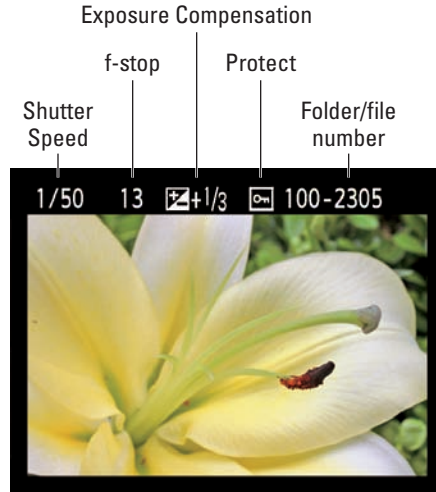 Exposure Compensation
f-stop Protect
Shutter Speed
Folder/file number
1/50 13 +1/3 100-2305